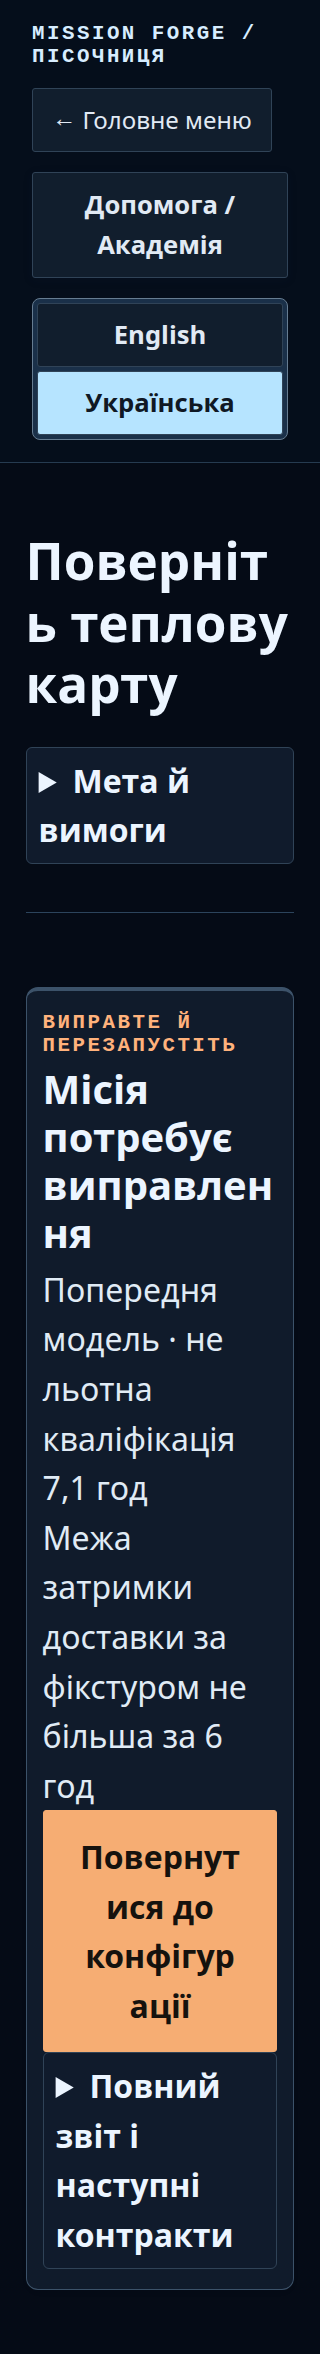 MISSION FORGE /
ПІСОЧНИЦЯ
← Головне меню
Допомога /
Академія
English
Українська
Поверніт
ь теплову
карту
▶ Мета й
вимоги
ВИПРАВТЕ Й
ПЕРЕЗАПУСТІТЬ
Місія
потребує
виправлен
ня
Попередня
модель · не
льотна
кваліфікація
7,1 год
Межа
затримки
доставки за
фікстуром не
більша за 6
год
Повернут
ися до
конфігур
ації
▶ Повний
звіт і
наступні
контракти